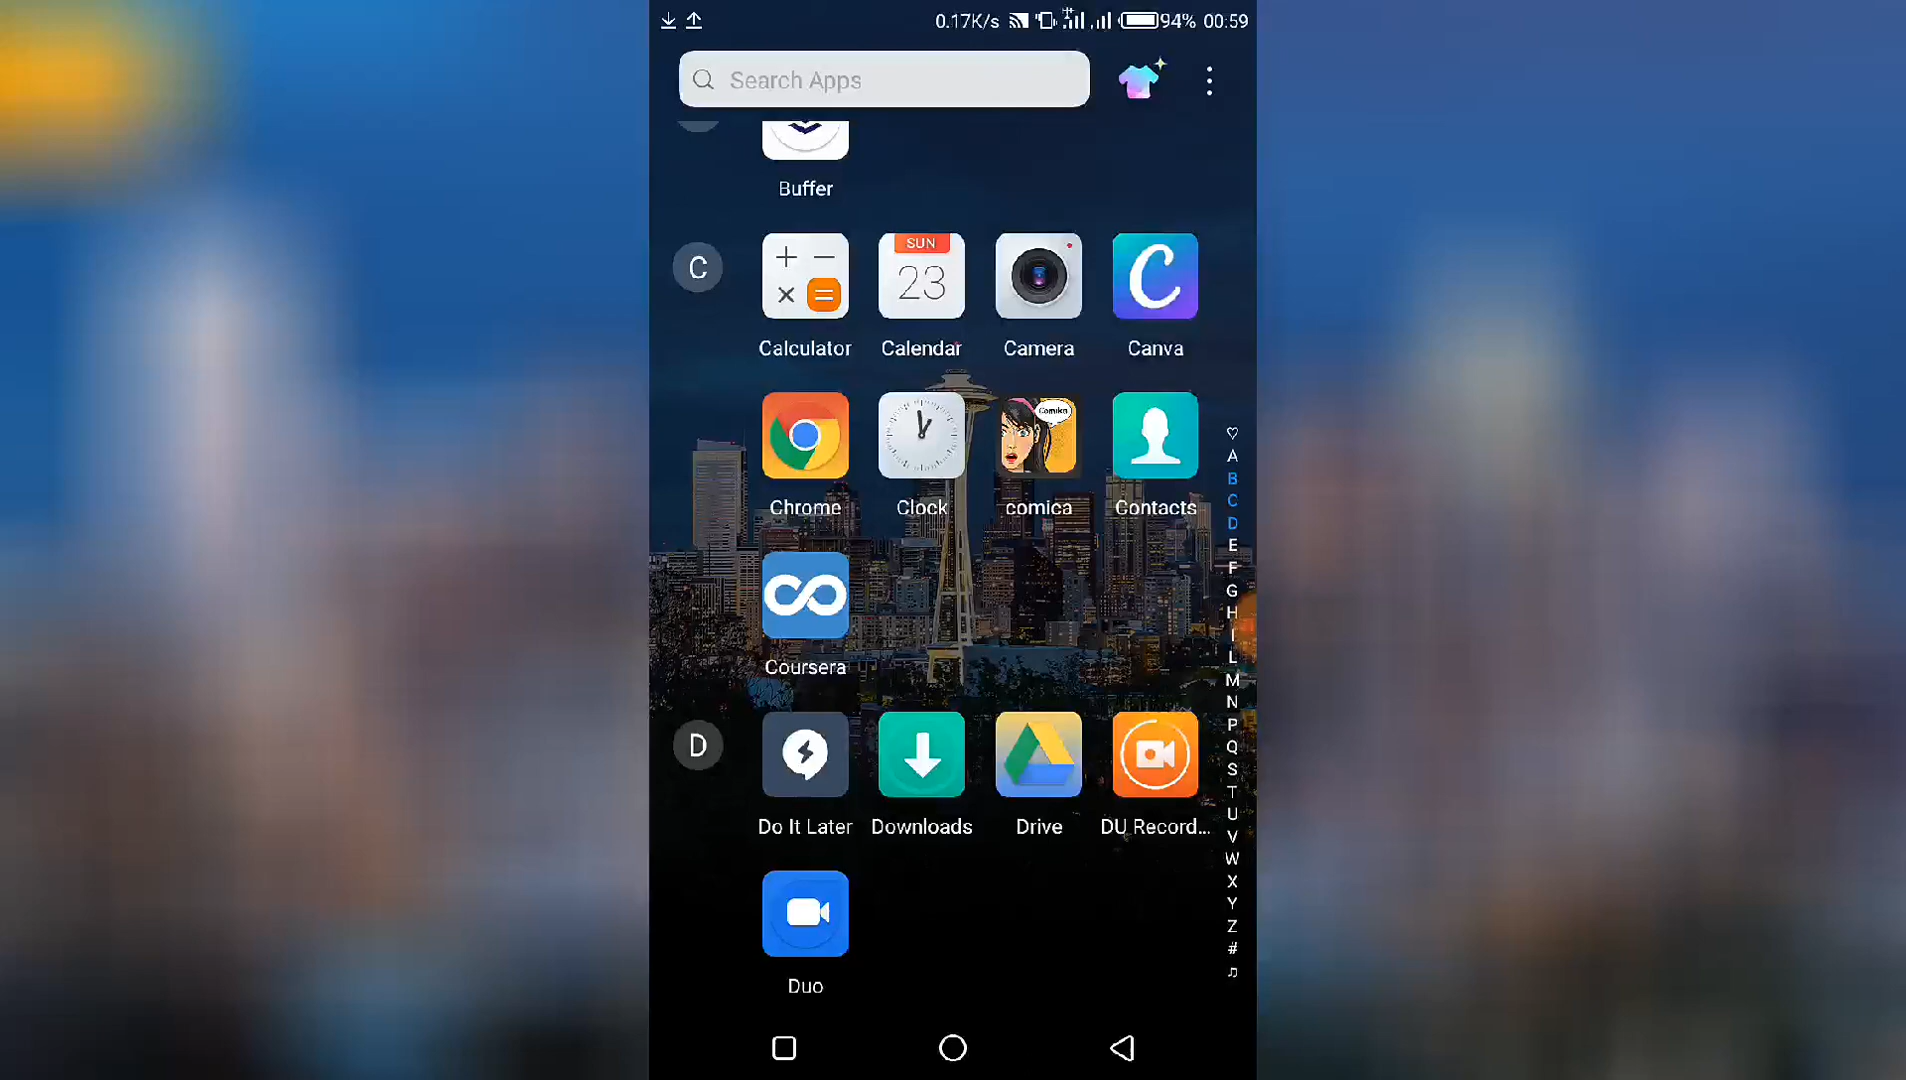 0.17K/s 94% 00:59
Search Apps
Buffer
C
SUN
23
Calculator Calendar Camera Canva
Comika
Chrome Clock comica Contacts
Coursera
D
Do It Later Downloads Drive DU Record...
Duo
♡
A
B
C
D
E
F
G
H
I
L
M
N
P
Q
S
T
U
V
W
X
Y
Z
#
♫